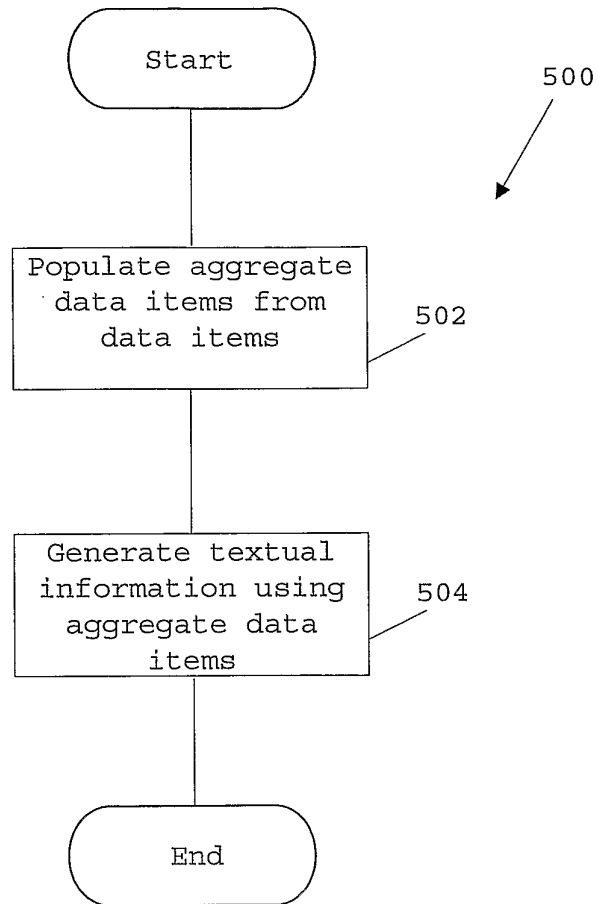 Start
500
Populate aggregate
data items from
data items
502
Generate textual
information using
aggregate data
items
504
End